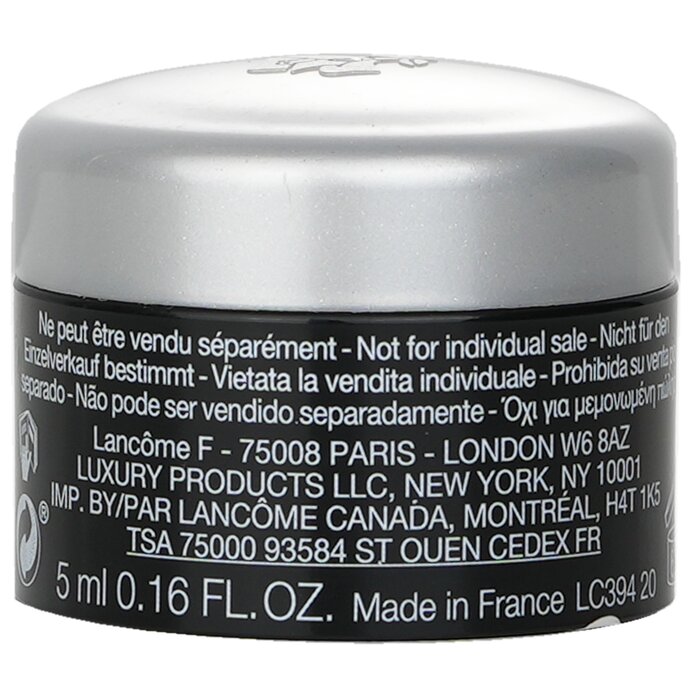 Ne peut être vendu séparément - Not for individual sale - Nicht für den
Einzelverkauf bestimmt - Vietata la vendita individuale - Prohibida su venta por
separado - Não pode ser vendido separadamente - Όχι για μεμονωμένη
Lancôme F - 75008 PARIS - LONDON W6 8AZ
LUXURY PRODUCTS LLC, NEW YORK, NY 10001
IMP. BY/PAR LANCÔME CANADA, MONTRÉAL, H4T 1K5
®
TSA 75000 93584 ST OUEN CEDEX FR
5 ml 0.16 FL.OZ. Made in France LC394 20